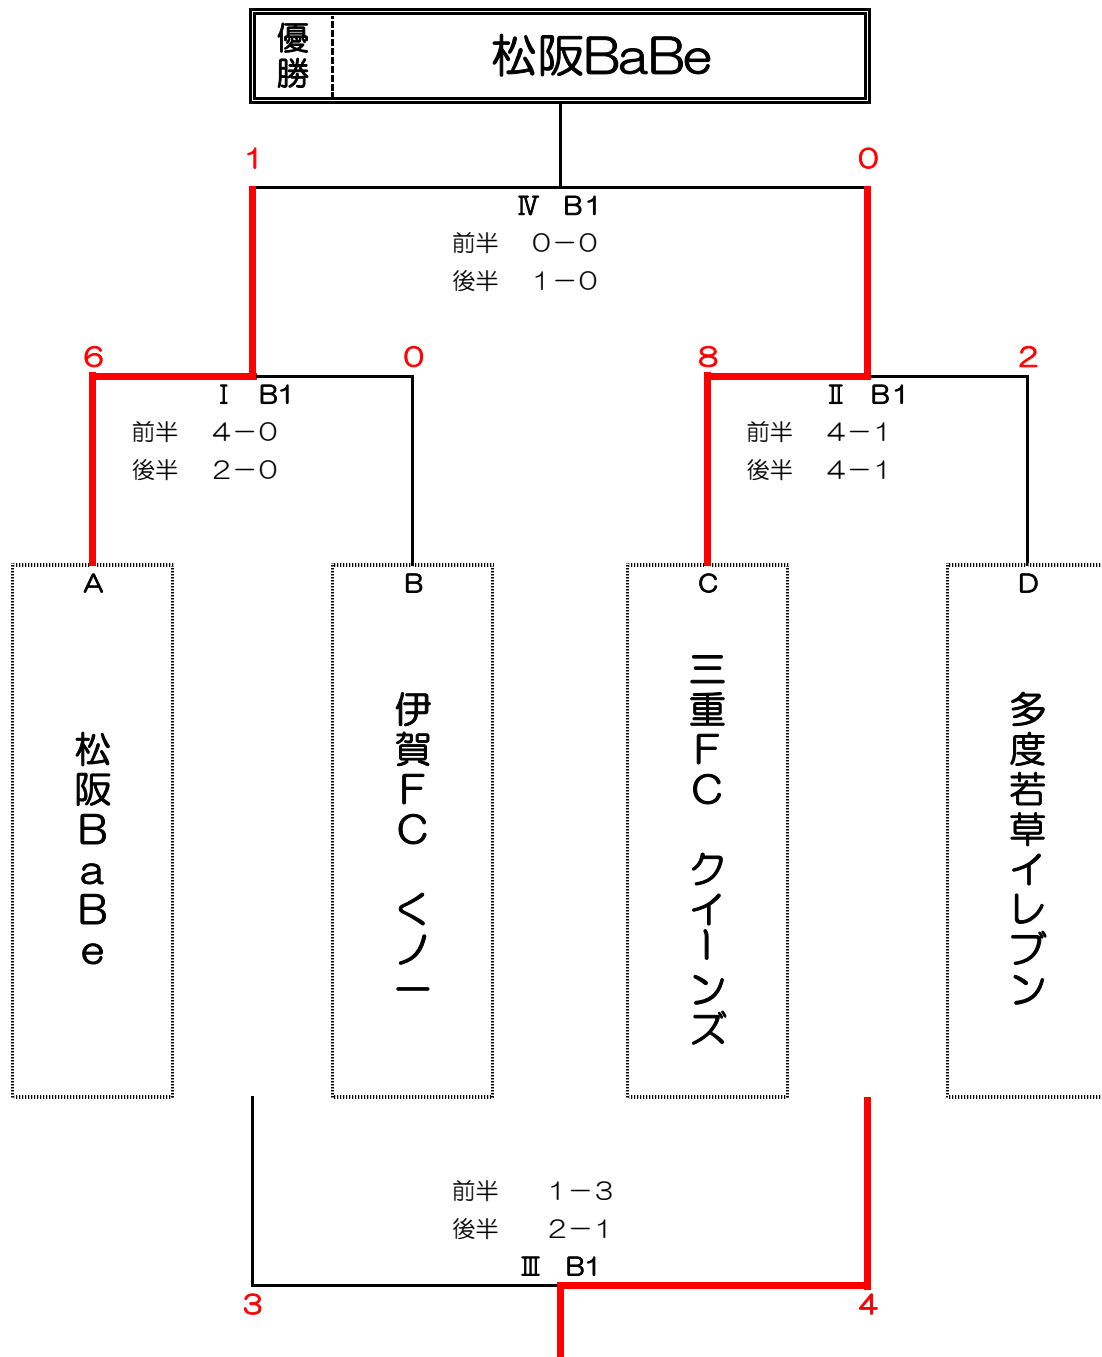 優勝
松阪BaBe
1
0
Ⅳ B1
前半 0-0
後半 1-0
6
0
8
2
Ⅰ B1
前半 4-0
後半 2-0
Ⅱ B1
前半 4-1
後半 4-1
A
B
C
D
松阪BaBe
伊賀FC くノ一
三重FC クイーンズ
多度若草イレブン
前半 1-3
後半 2-1
Ⅲ B1
3
4